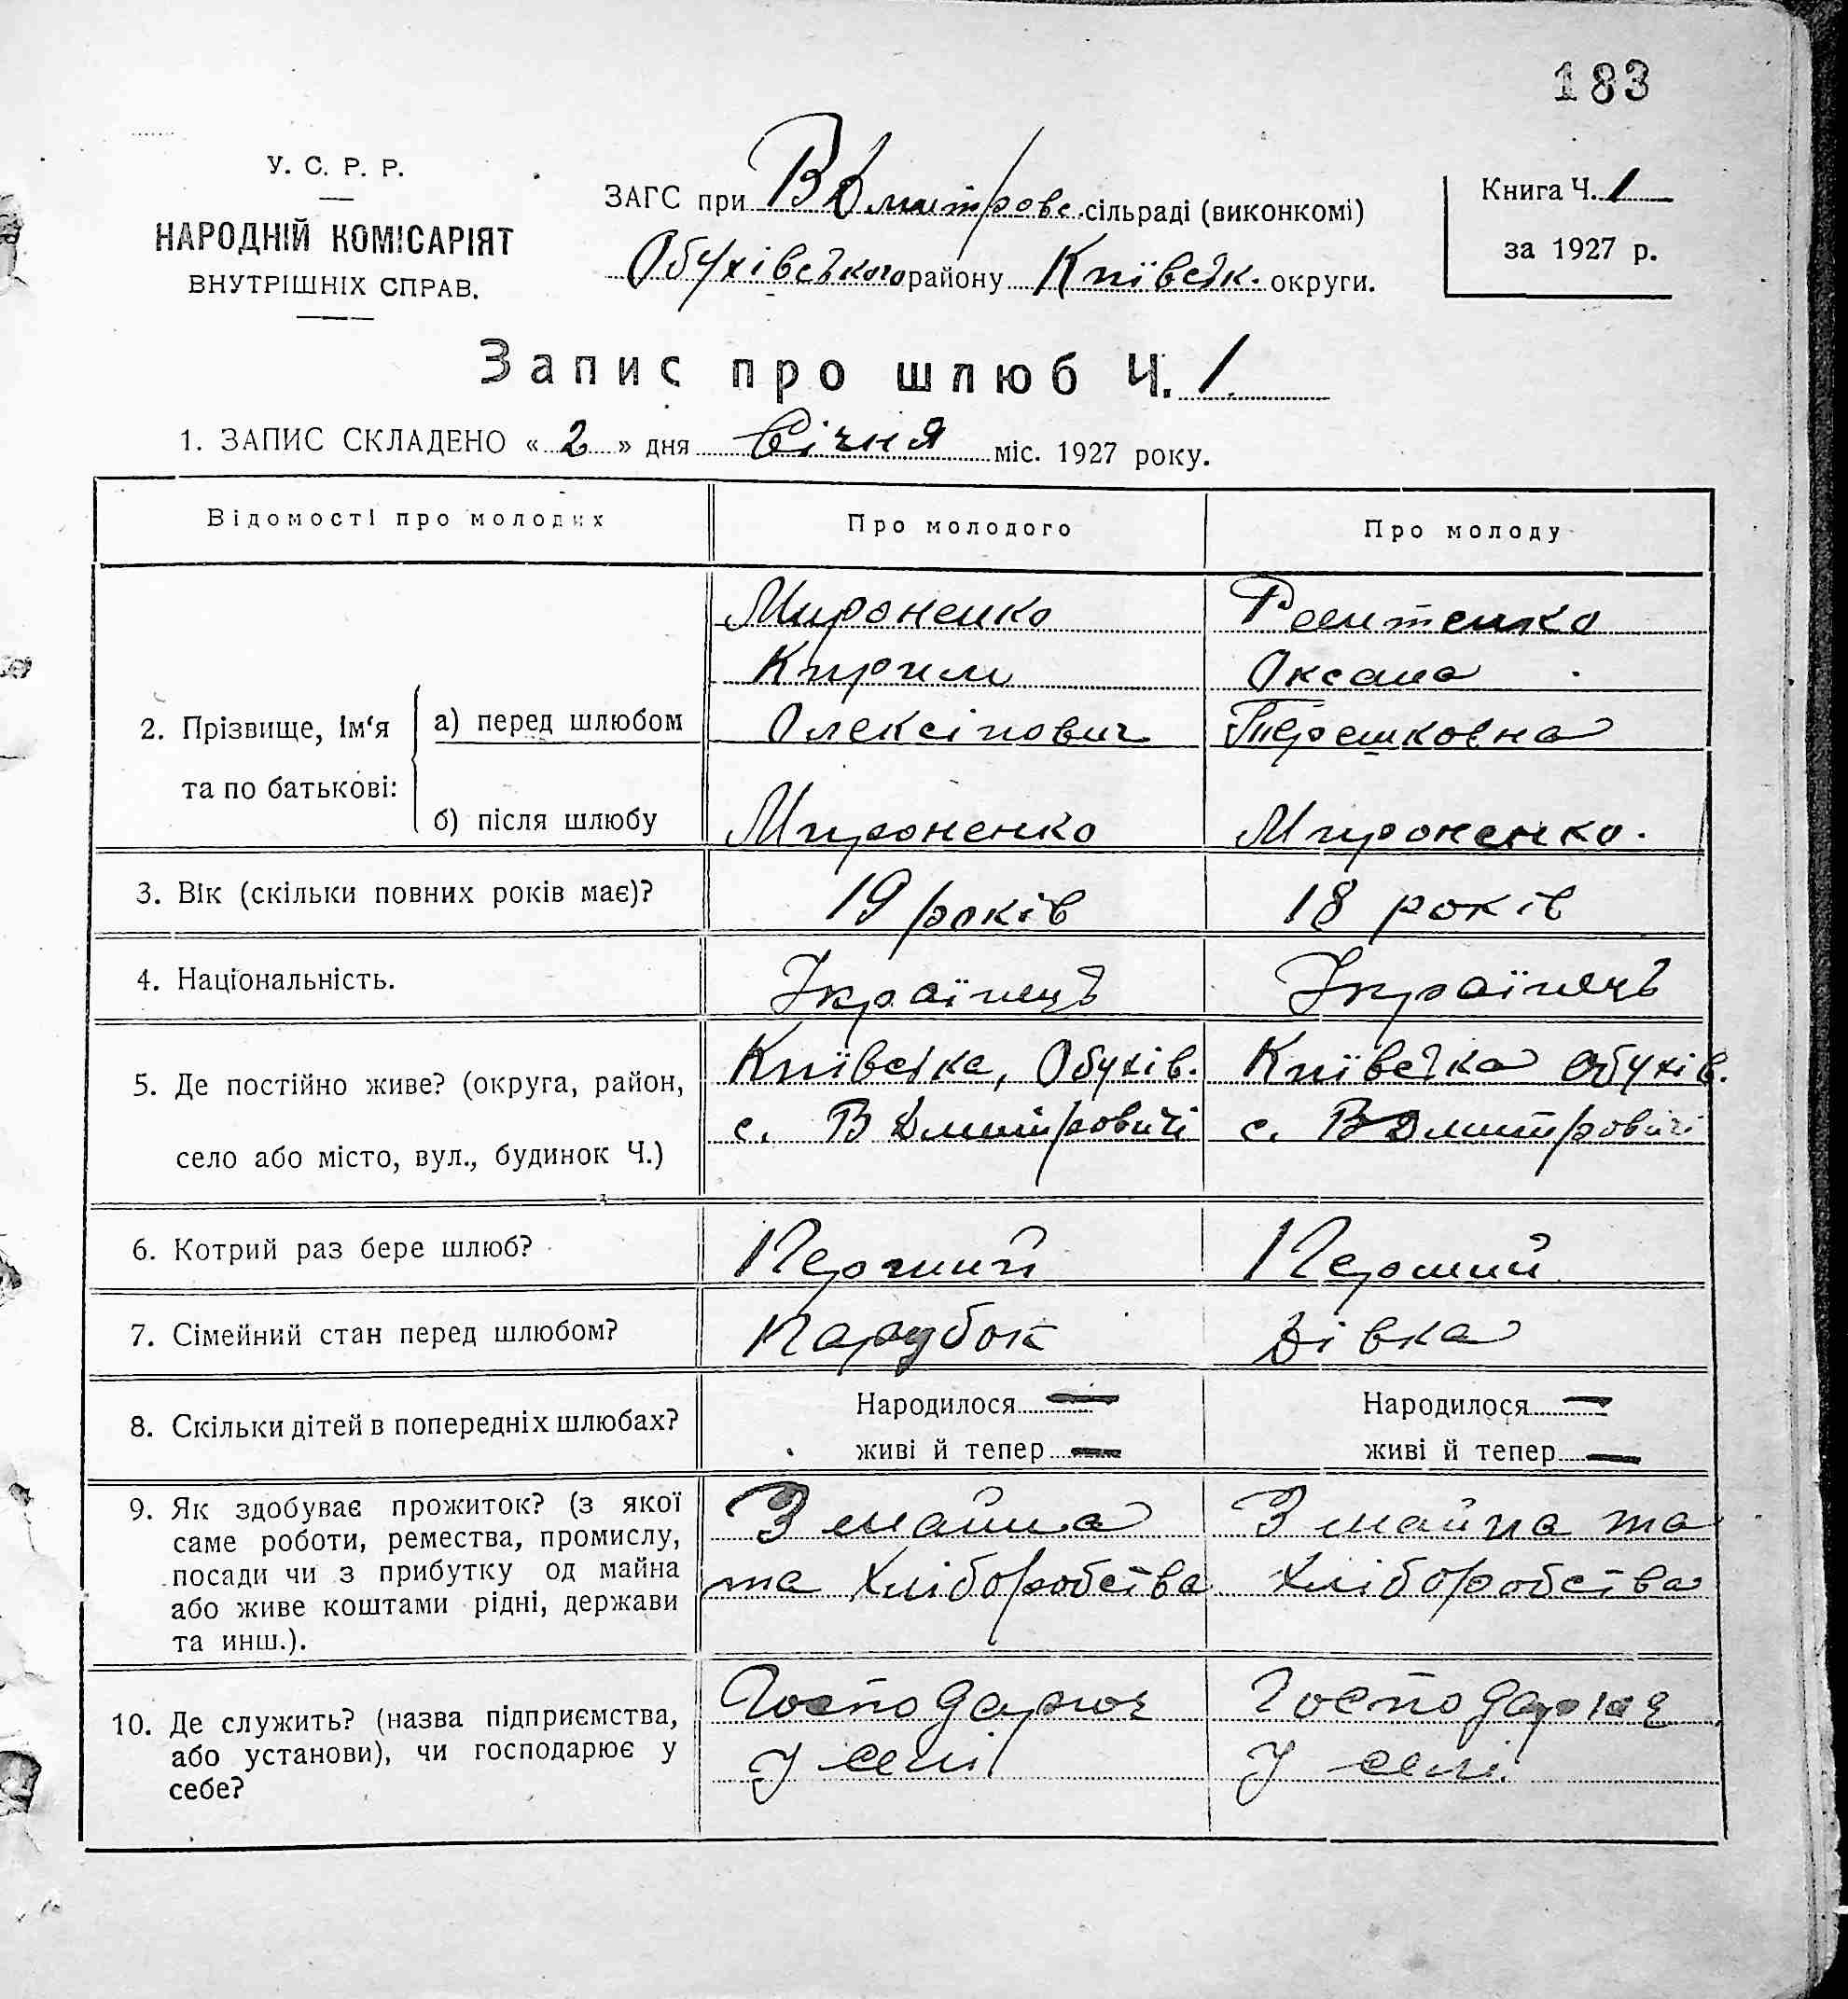 183
У. С. Р. Р.
НАРОДНІЙ КОМІСАРІЯТ
ВНУТРІШНІХ СПРАВ.
ЗАГС при В Дмитровс. сільраді (виконкомі)
Обухівського району Київськ. округи.
Книга Ч. 1
за 1927 р.
Запис про шлюб Ч. 1
1. ЗАПИС СКЛАДЕНО « 2 » дня Січня міс. 1927 року.
Відомості про молодих Про молодого Про молоду
2. Прізвище, ім‘я та по батькові:
а) перед шлюбом
Мироненко
Кирим
Олексійович
Оксана
Терешковна
б) після шлюбу Мироненко Мироненко.
3. Вік (скільки повних років має)? 19 років 18 років
4. Національність. Українець Українець
5. Де постійно живе? (округа, район,
село або місто, вул., будинок Ч.)
Київська, Обухів.
с. В Дмитровичі
Київська Обухів.
с. В Дмитровичі
6. Котрий раз бере шлюб? Перший Перший
7. Сімейний стан перед шлюбом? Парубок Дівка
8. Скільки дітей в попередніх шлюбах?
Народилося —
живі й тепер —
Народилося —
живі й тепер —
9. Як здобуває прожиток? (з якої
саме роботи, ремества, промислу,
посади чи з прибутку од майна
або живе коштами рідні, держави
та инш.).
З майна
та хліборобства
З майна та
хліборобства
10. Де служить? (назва підприємства,
або установи), чи господарює у
себе?
Господарює
У селі
Господарює
У селі